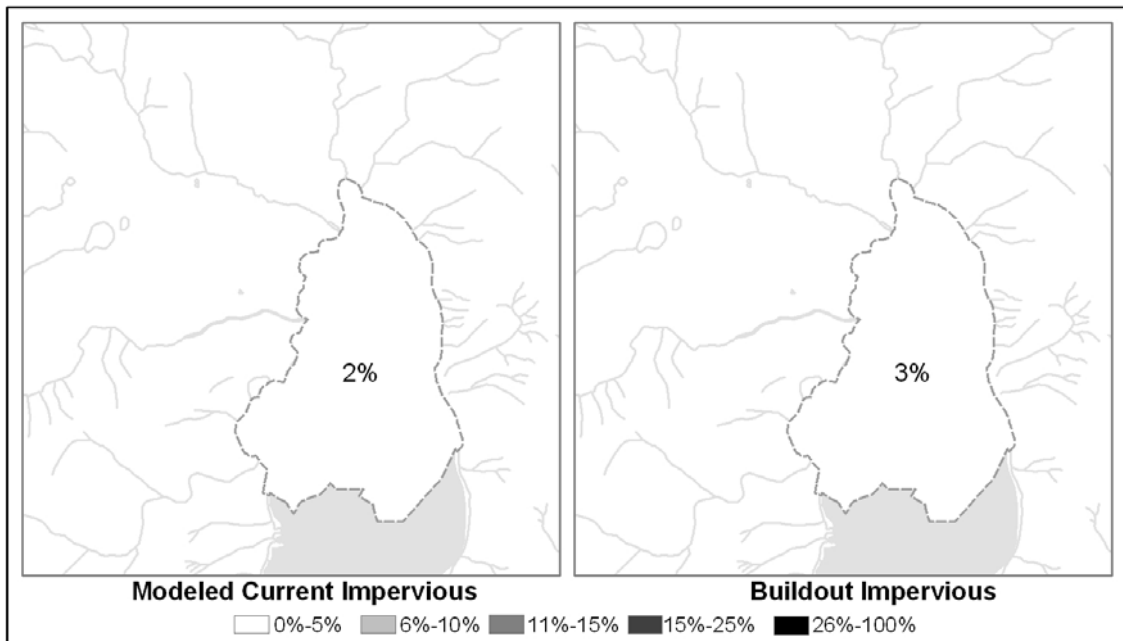 2%
3%
Modeled Current Impervious
Buildout Impervious
0%-5% 6%-10% 11%-15% 15%-25% 26%-100%